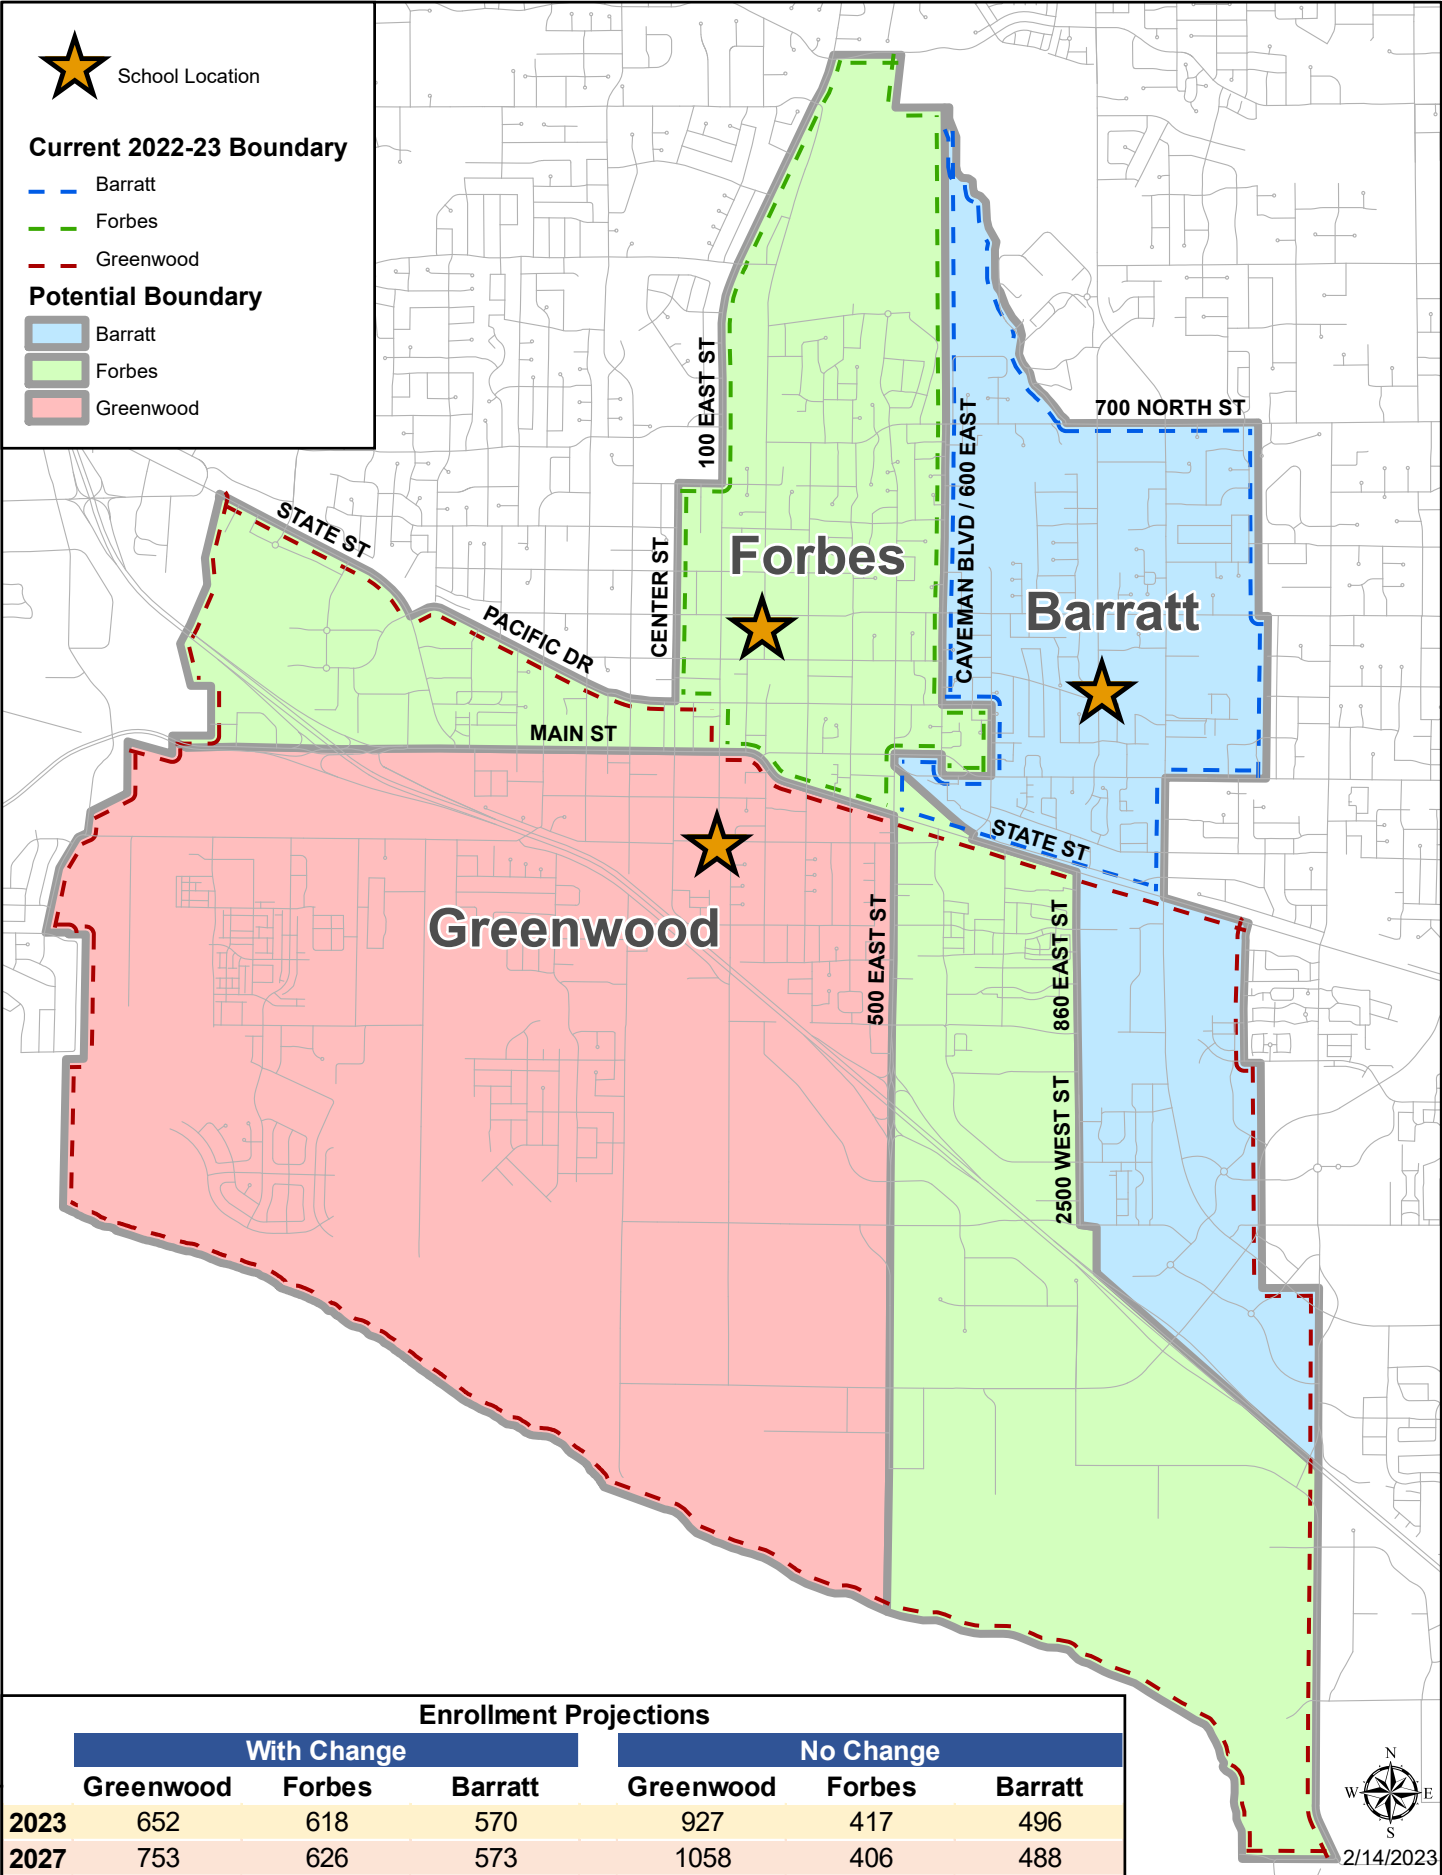 School Location
Current 2022-23 Boundary
Barratt
Forbes
Greenwood
Potential Boundary
Barratt
Forbes
Greenwood
100 EAST ST
700 NORTH ST
CAVEMAN BLVD / 600 EAST
STATE ST
CENTER ST
Forbes
Barratt
PACIFIC DR
MAIN ST
STATE ST
Greenwood
500 EAST ST
860 EAST ST
2500 WEST ST
Enrollment Projections
With Change No Change
Greenwood Forbes Barratt Greenwood Forbes Barratt
2023 652 618 570 927 417 496
2027 753 626 573 1058 406 488
N
W E
S
2/14/2023